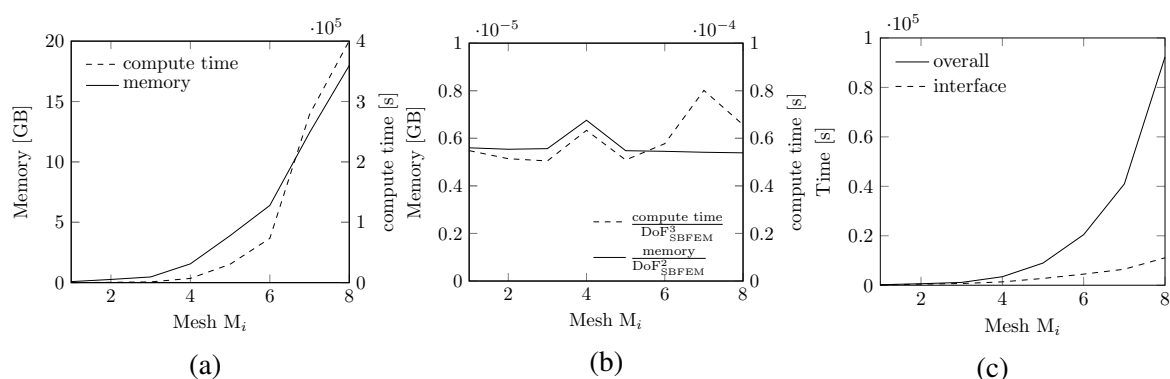 ·10^5
20
15
10
5
0
4
3
2
1
0
2 4 6 8
compute time
memory
Memory [GB]
compute time [s]
Mesh M_i
(a)
·10^-5
·10^-4
1
0.8
0.6
0.4
0.2
0
1
0.8
0.6
0.4
0.2
0
2 4 6 8
compute time
DoF^3_SBFEM
memory
DoF^2_SBFEM
Memory [GB]
compute time [s]
Mesh M_i
(b)
·10^5
1
0.8
0.6
0.4
0.2
0
2 4 6 8
overall
interface
Time [s]
Mesh M_i
(c)